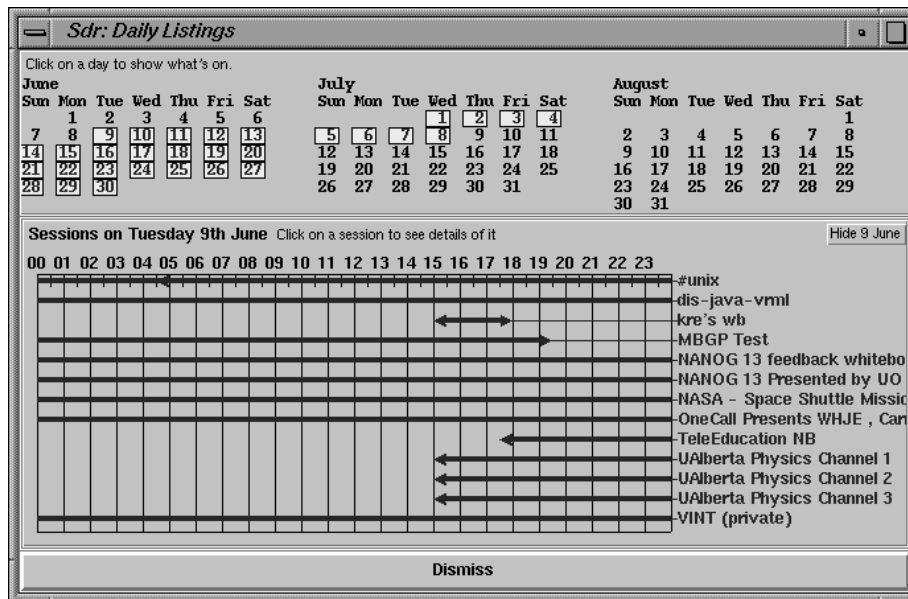 Sdr: Daily Listings
Click on a day to show what's on.
June July August
Sun Mon Tue Wed Thu Fri Sat Sun Mon Tue Wed Thu Fri Sat Sun Mon Tue Wed Thu Fri Sat
1 2 3 4 5 6 1 2 3 4 1
7 8 9 10 11 12 13 5 6 7 8 9 10 11 2 3 4 5 6 7 8
14 15 16 17 18 19 20 12 13 14 15 16 17 18 9 10 11 12 13 14 15
21 22 23 24 25 26 27 19 20 21 22 23 24 25 16 17 18 19 20 21 22
28 29 30 26 27 28 29 30 31 23 24 25 26 27 28 29
30 31
Sessions on Tuesday 9th June Click on a session to see details of it Hide 9 June
00 01 02 03 04 05 06 07 08 09 10 11 12 13 14 15 16 17 18 19 20 21 22 23
#unix
dis-java-vrml
kre's wb
MBGP Test
NANOG 13 feedback whitebo
NANOG 13 Presented by UO
NASA - Space Shuttle Missic
OneCall Presents WHJE , Can
TeleEducation NB
UAlberta Physics Channel 1
UAlberta Physics Channel 2
UAlberta Physics Channel 3
VINT (private)
Dismiss